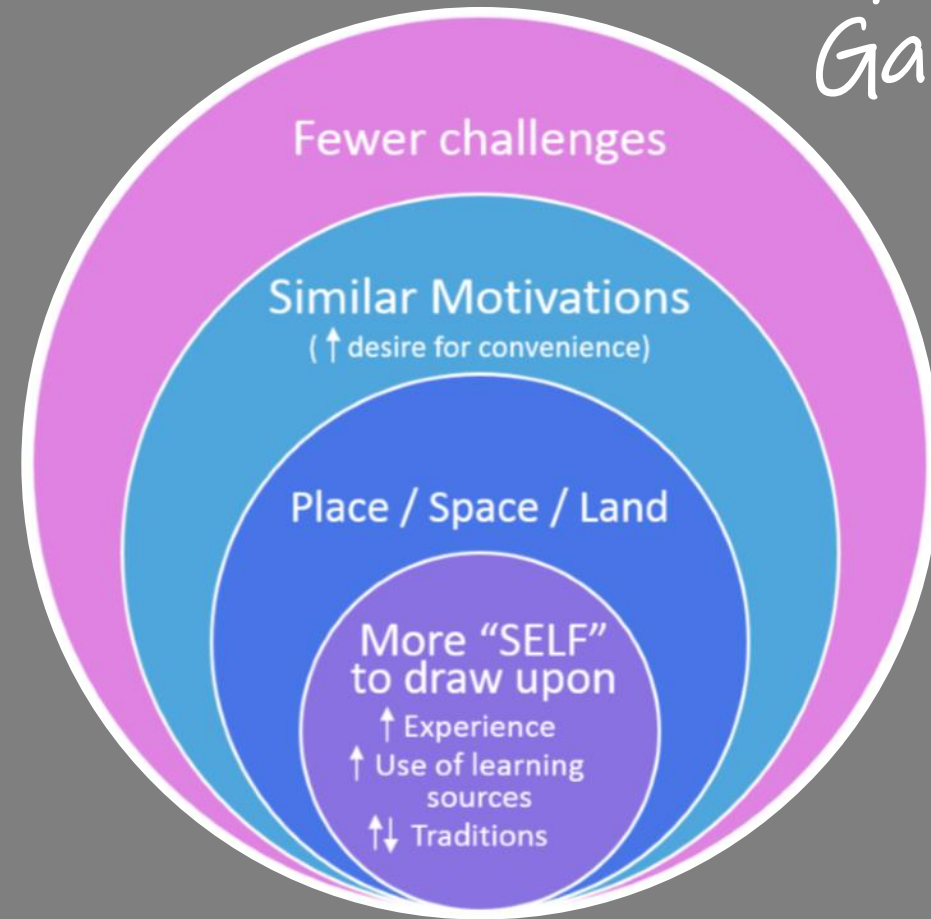 Ga
Fewer challenges
Similar Motivations
(↑ desire for convenience)
Place / Space / Land
More “SELF”
to draw upon
↑ Experience
↑ Use of learning
sources
↑↓ Traditions